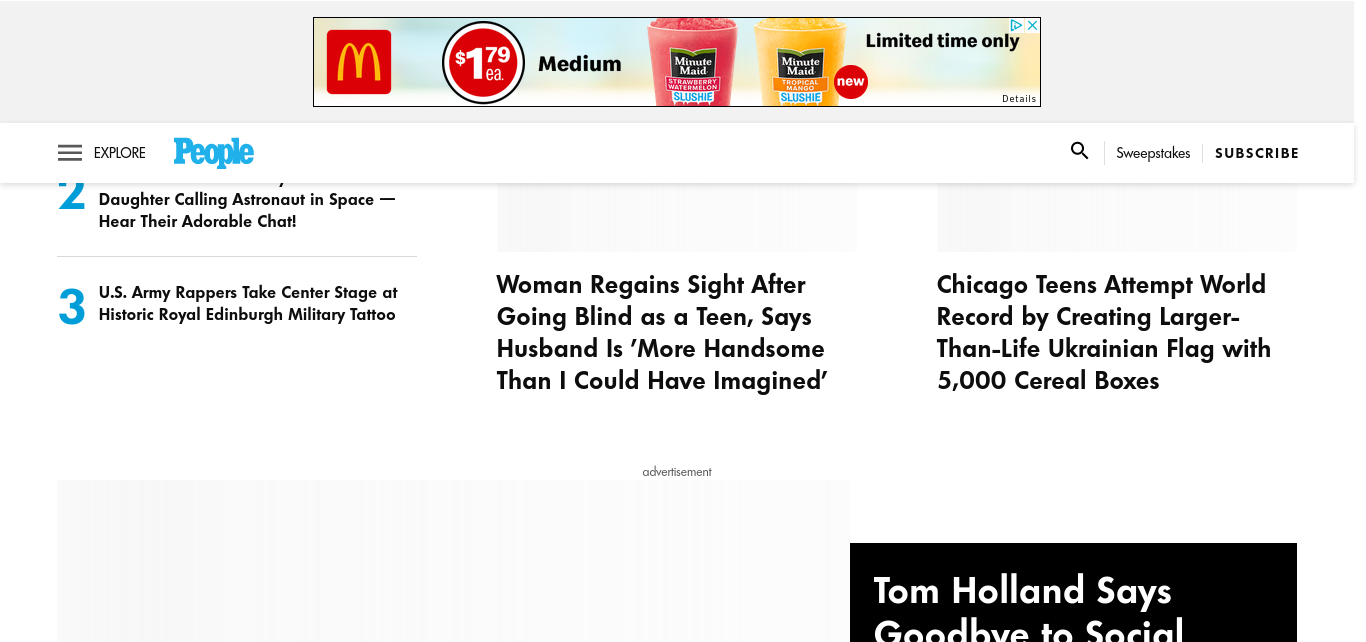 $1.79 ea.
Medium
Minute Maid
STRAWBERRY WATERMELON
SLUSHIE
Minute Maid
TROPICAL MANGO
SLUSHIE
new
Limited time only
Details
EXPLORE
People
Sweepstakes
SUBSCRIBE
2
Daughter Calling Astronaut in Space —
Hear Their Adorable Chat!
3
U.S. Army Rappers Take Center Stage at
Historic Royal Edinburgh Military Tattoo
Woman Regains Sight After
Going Blind as a Teen, Says
Husband Is 'More Handsome
Than I Could Have Imagined'
Chicago Teens Attempt World
Record by Creating Larger-
Than-Life Ukrainian Flag with
5,000 Cereal Boxes
advertisement
Tom Holland Says
Goodbye to Social